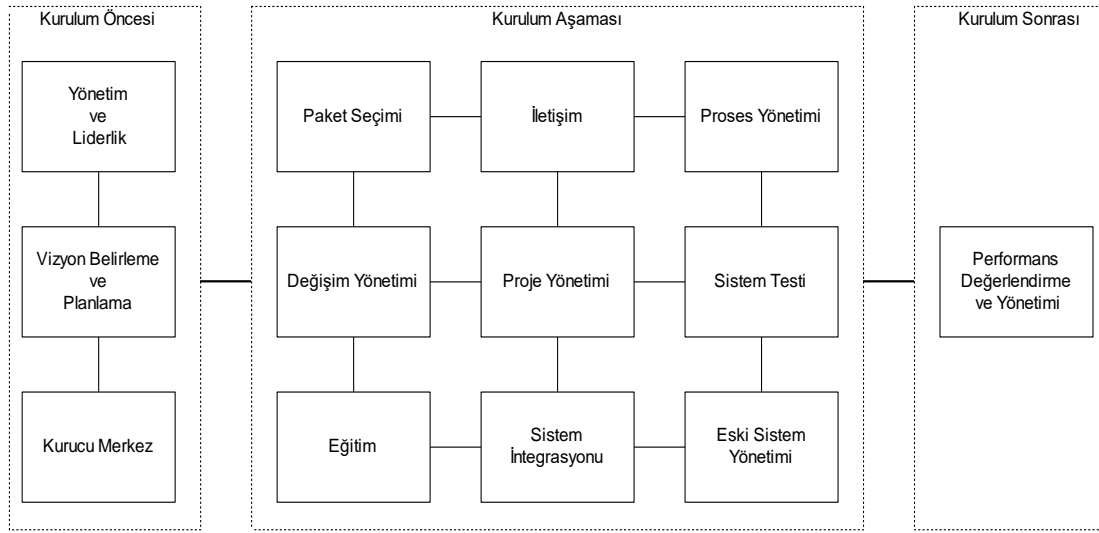 Kurulum Öncesi
Yönetim
ve
Liderlik
Vizyon Belirleme
ve
Planlama
Kurucu Merkez
Kurulum Aşaması
Paket Seçimi
İletişim
Proses Yönetimi
Değişim Yönetimi
Proje Yönetimi
Sistem Testi
Eğitim
Sistem
İntegrasyonu
Eski Sistem
Yönetimi
Kurulum Sonrası
Performans
Değerlendirme
ve Yönetimi